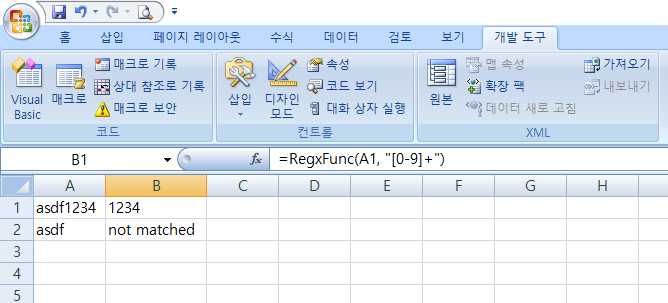 홈 삽입 페이지 레이아웃 수식 데이터 검토 보기 개발 도구
Visual Basic
매크로
매크로 기록
상대 참조로 기록
매크로 보안
코드
삽입
디자인 모드
속성
코드 보기
대화 상자 실행
컨트롤
원본
맵 속성
확장 팩
데이터 새로 고침
가져오기
내보내기
XML
B1 fx =RegxFunc(A1, "[0-9]+")
A B C D E F G H
1 asdf1234 1234
2 asdf not matched
3
4
5